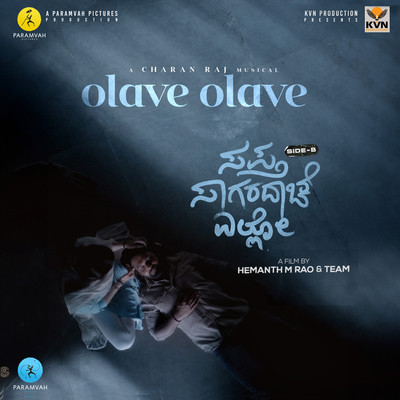 PARAMVAH
PICTURES
A PARAMVAH PICTURES
PRODUCTION
KVN PRODUCTION
PRESENTS
KVN
A CHARAN RAJ MUSICAL
olave olave
ಸಪ್ತ SIDE-B
ಸಾಗರದಾಚೆ
ಎಲ್ಲೋ
A FILM BY
HEMANTH M RAO & TEAM
PARAMVAH